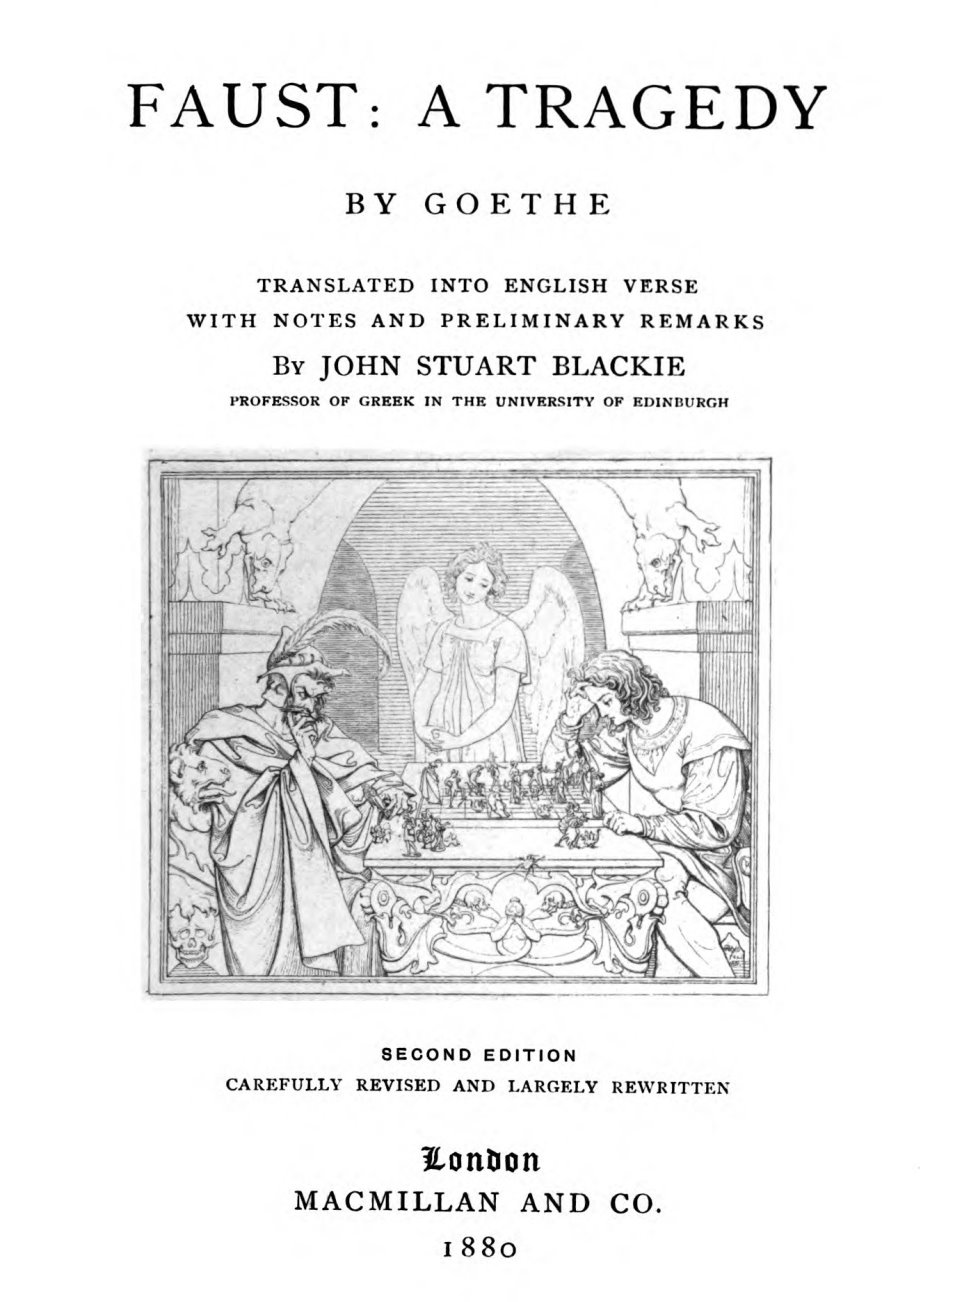 FAUST: A TRAGEDY
BY GOETHE
TRANSLATED INTO ENGLISH VERSE
WITH NOTES AND PRELIMINARY REMARKS
By JOHN STUART BLACKIE
PROFESSOR OF GREEK IN THE UNIVERSITY OF EDINBURGH
SECOND EDITION
CAREFULLY REVISED AND LARGELY REWRITTEN
London
MACMILLAN AND CO.
1880